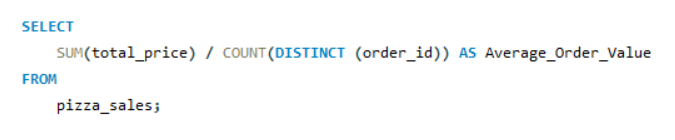 SELECT
SUM(total_price) / COUNT(DISTINCT (order_id)) AS Average_Order_Value
FROM
pizza_sales;